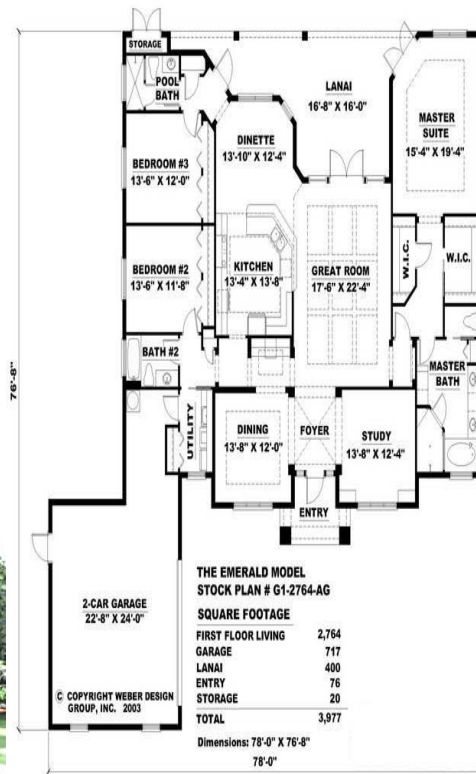 STORAGE
POOL
BATH
LANAI
16'-8" X 16'-0"
MASTER
SUITE
15'-4" X 19'-4"
DINETTE
13'-10" X 12'-4"
BEDROOM #3
13'-6" X 12'-0"
W.I.C.
W.I.C.
KITCHEN
13'-4" X 13'-8"
GREAT ROOM
17'-6" X 22'-4"
BEDROOM #2
13'-6" X 11'-8"
BATH #2
MASTER
BATH
76'-8"
UTILITY
DINING
13'-8" X 12'-0"
FOYER
STUDY
13'-8" X 12'-4"
ENTRY
2-CAR GARAGE
22'-8" X 24'-0"
© COPYRIGHT WEBER DESIGN
GROUP, INC. 2003
THE EMERALD MODEL
STOCK PLAN # G1-2764-AG
SQUARE FOOTAGE
FIRST FLOOR LIVING 2,764
GARAGE 717
LANAI 400
ENTRY 76
STORAGE 20
TOTAL 3,977
Dimensions: 78'-0" X 76'-8"
78'-0"